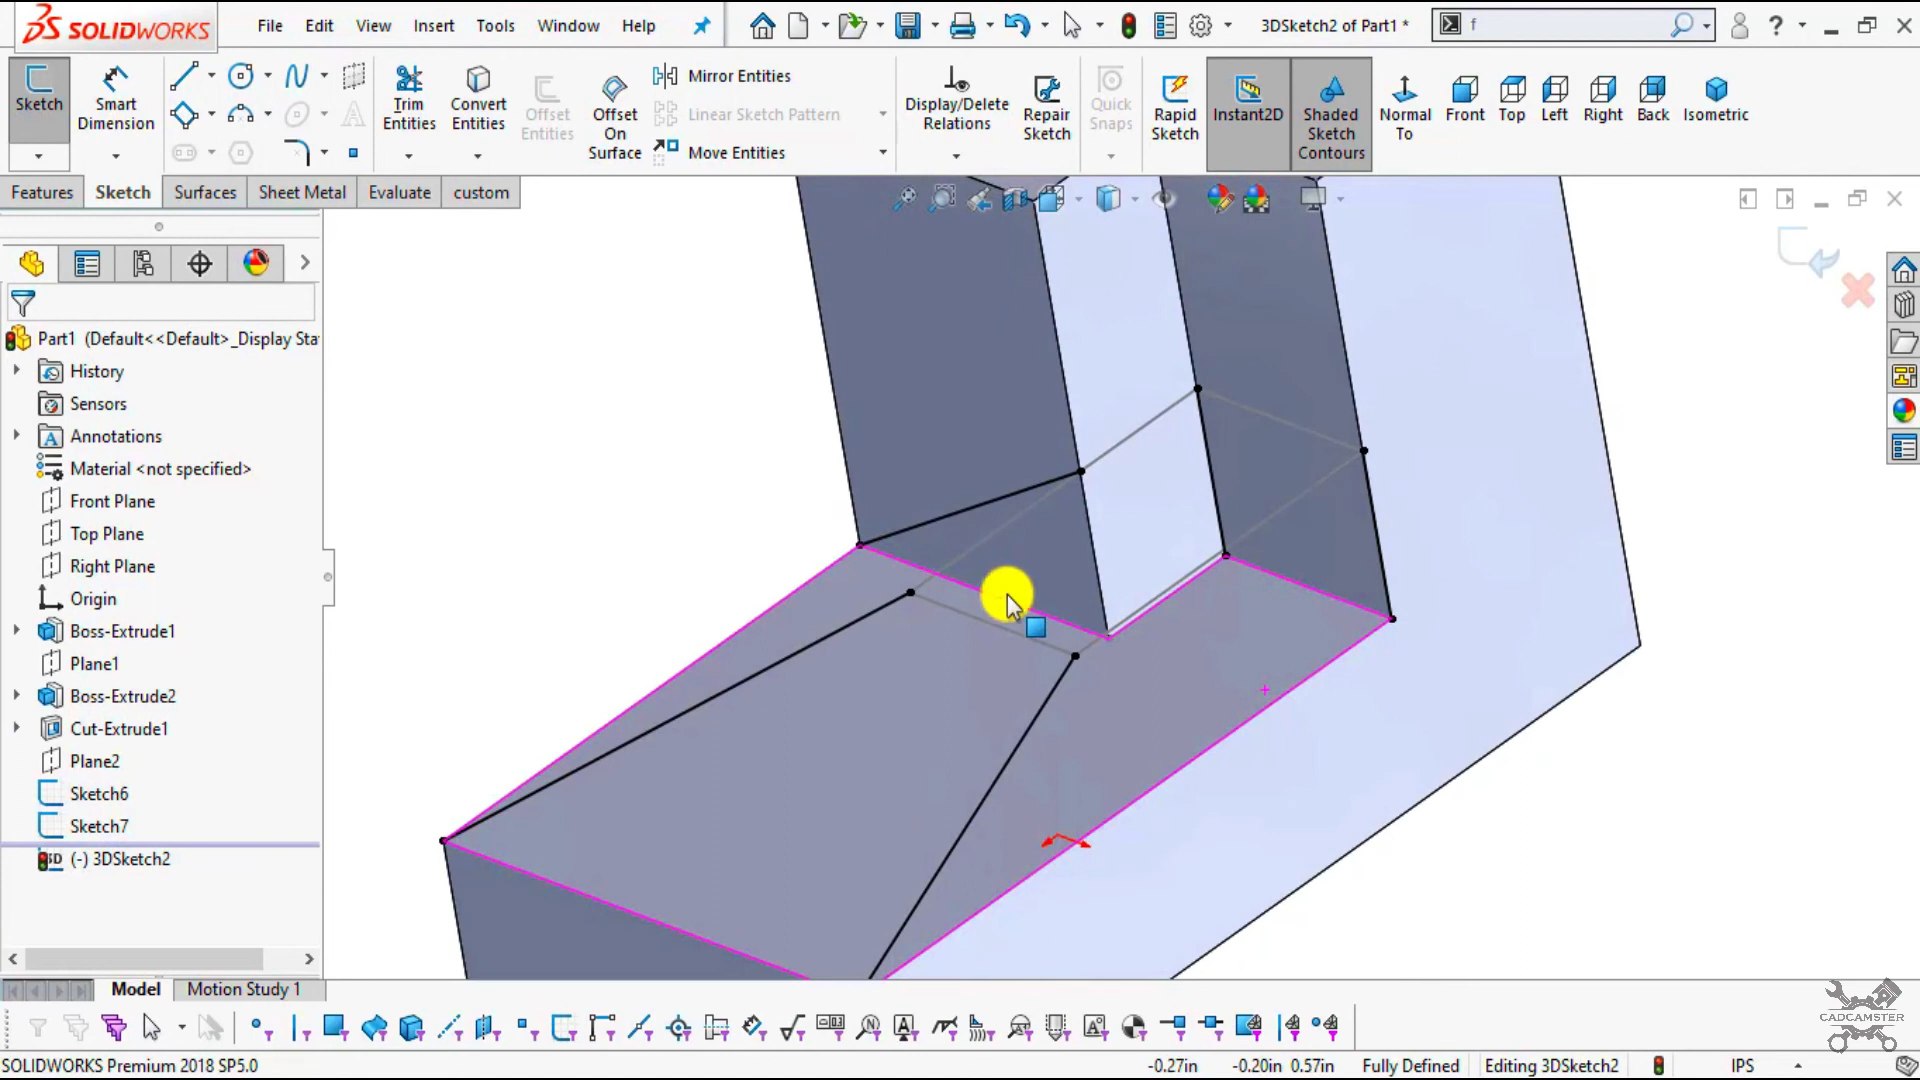 SOLIDWORKS
File Edit View Insert Tools Window Help
3DSketch2 of Part1 *
f
Sketch
Smart Dimension
Trim Entities
Convert Entities
Offset Entities
Offset On Surface
Mirror Entities
Linear Sketch Pattern
Move Entities
Display/Delete Relations
Repair Sketch
Quick Snaps
Rapid Sketch
Instant2D
Shaded Sketch Contours
Normal To
Front
Top
Left
Right
Back
Isometric
Features Sketch Surfaces Sheet Metal Evaluate custom
Part1 (Default<<Default>_Display Sta
History
Sensors
Annotations
Material <not specified>
Front Plane
Top Plane
Right Plane
Origin
Boss-Extrude1
Plane1
Boss-Extrude2
Cut-Extrude1
Plane2
Sketch6
Sketch7
3D (-) 3DSketch2
Model Motion Study 1
CADCAMSTER
SOLIDWORKS Premium 2018 SP5.0
-0.27in -0.20in 0.57in Fully Defined Editing 3DSketch2 IPS